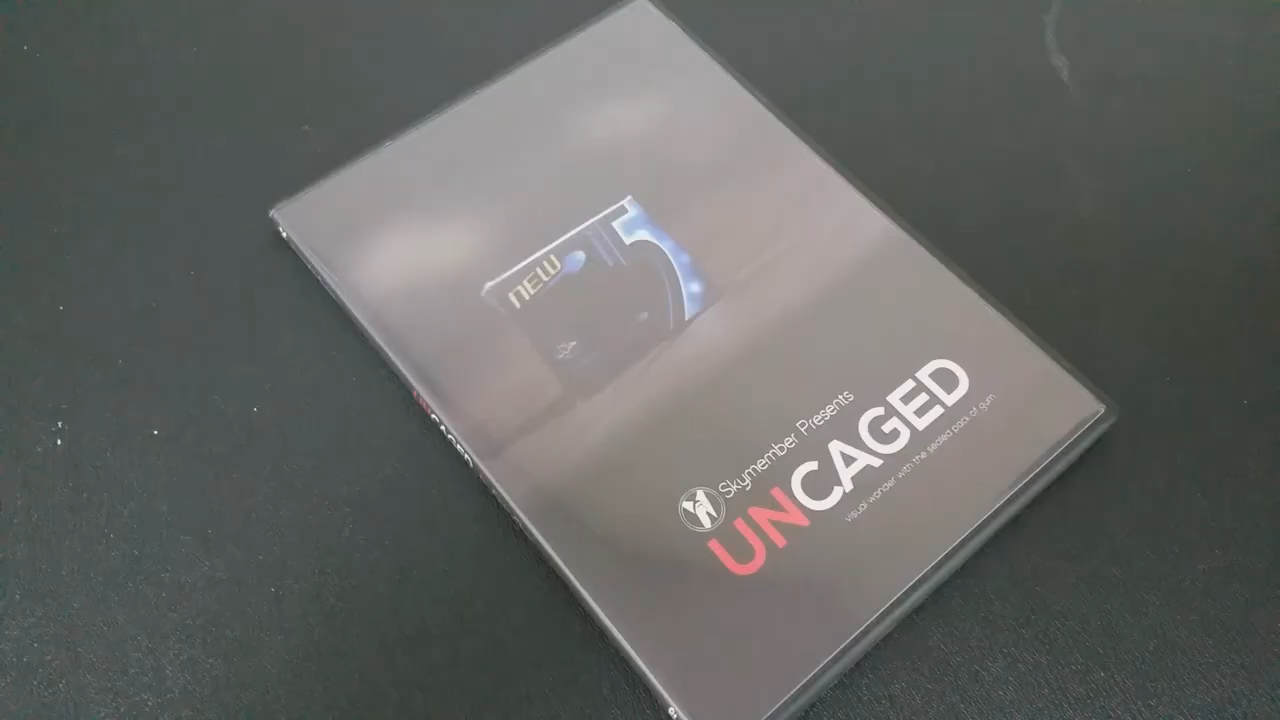 NEW
Skymember Presents
UNCAGED
visual wonder with the sealed pack of gum
UNCAGED